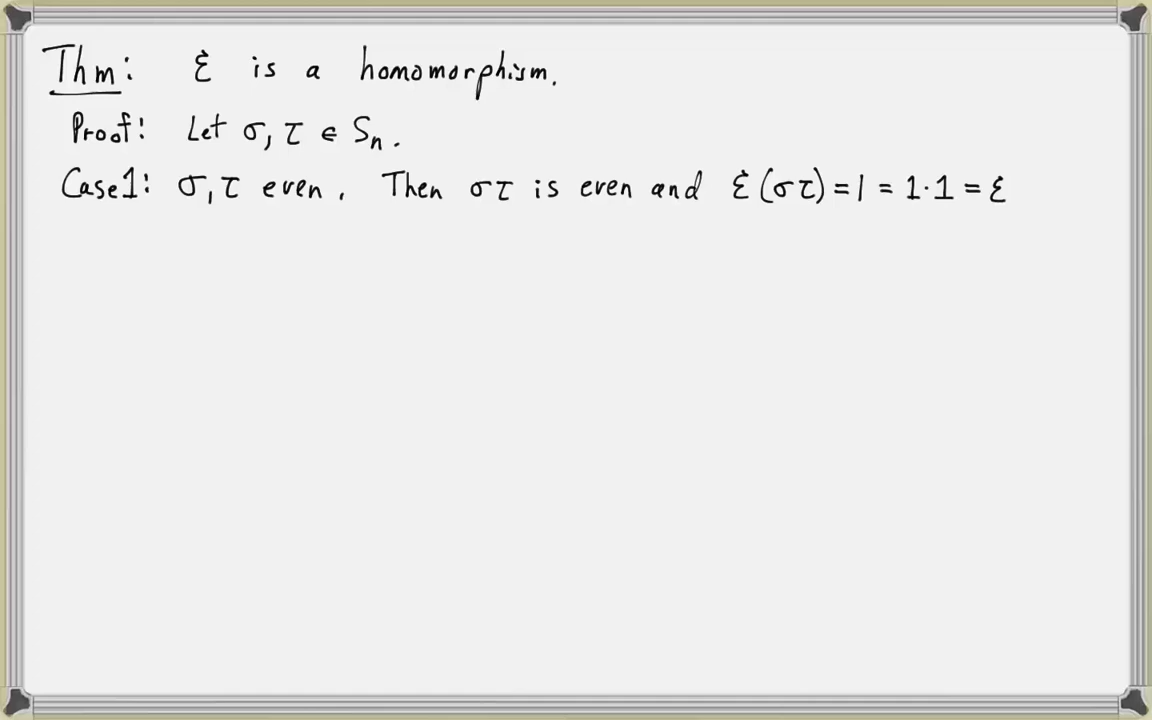 Thm: ε is a homomorphism.
Proof: Let σ, τ ∈ Sn.
Case1: σ, τ even. Then στ is even and ε(στ) = 1 = 1·1 = ε